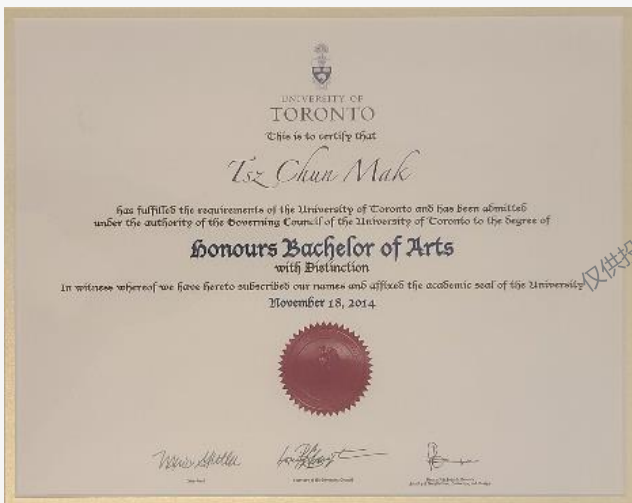 UNIVERSITY OF
TORONTO
This is to certify that
Tsz Chun Mak
has fulfilled the requirements of the University of Toronto and has been admitted
under the authority of the Governing Council of the University of Toronto to the degree of
Honours Bachelor of Arts
with Distinction
In witness whereof we have hereto subscribed our names and affixed the academic seal of the University
November 18, 2014
仅供投